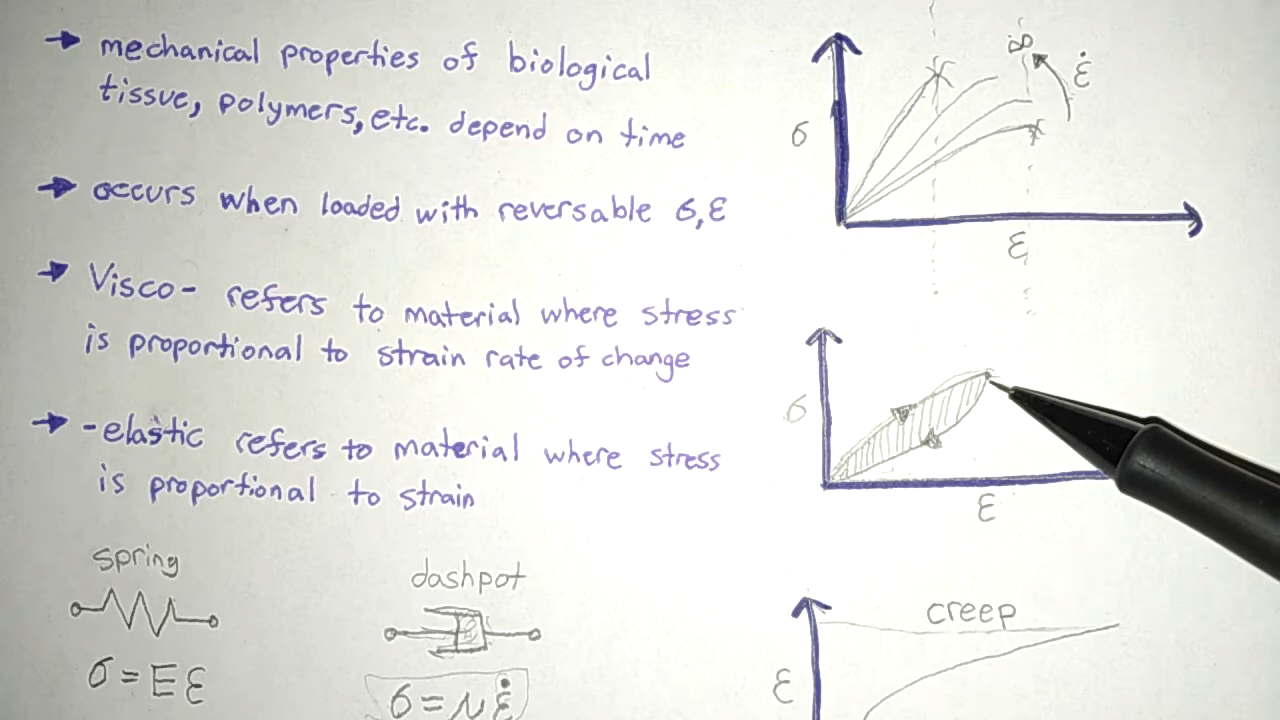 → mechanical properties of biological
tissue, polymers, etc. depend on time
→ occurs when loaded with reversable σ,ε
→ Visco- refers to material where stress
is proportional to strain rate of change
→ -elastic refers to material where stress
is proportional to strain
spring
σ = E ε
dashpot
σ = μ ε̇
σ
ε̇
ε
σ
ε
creep
ε